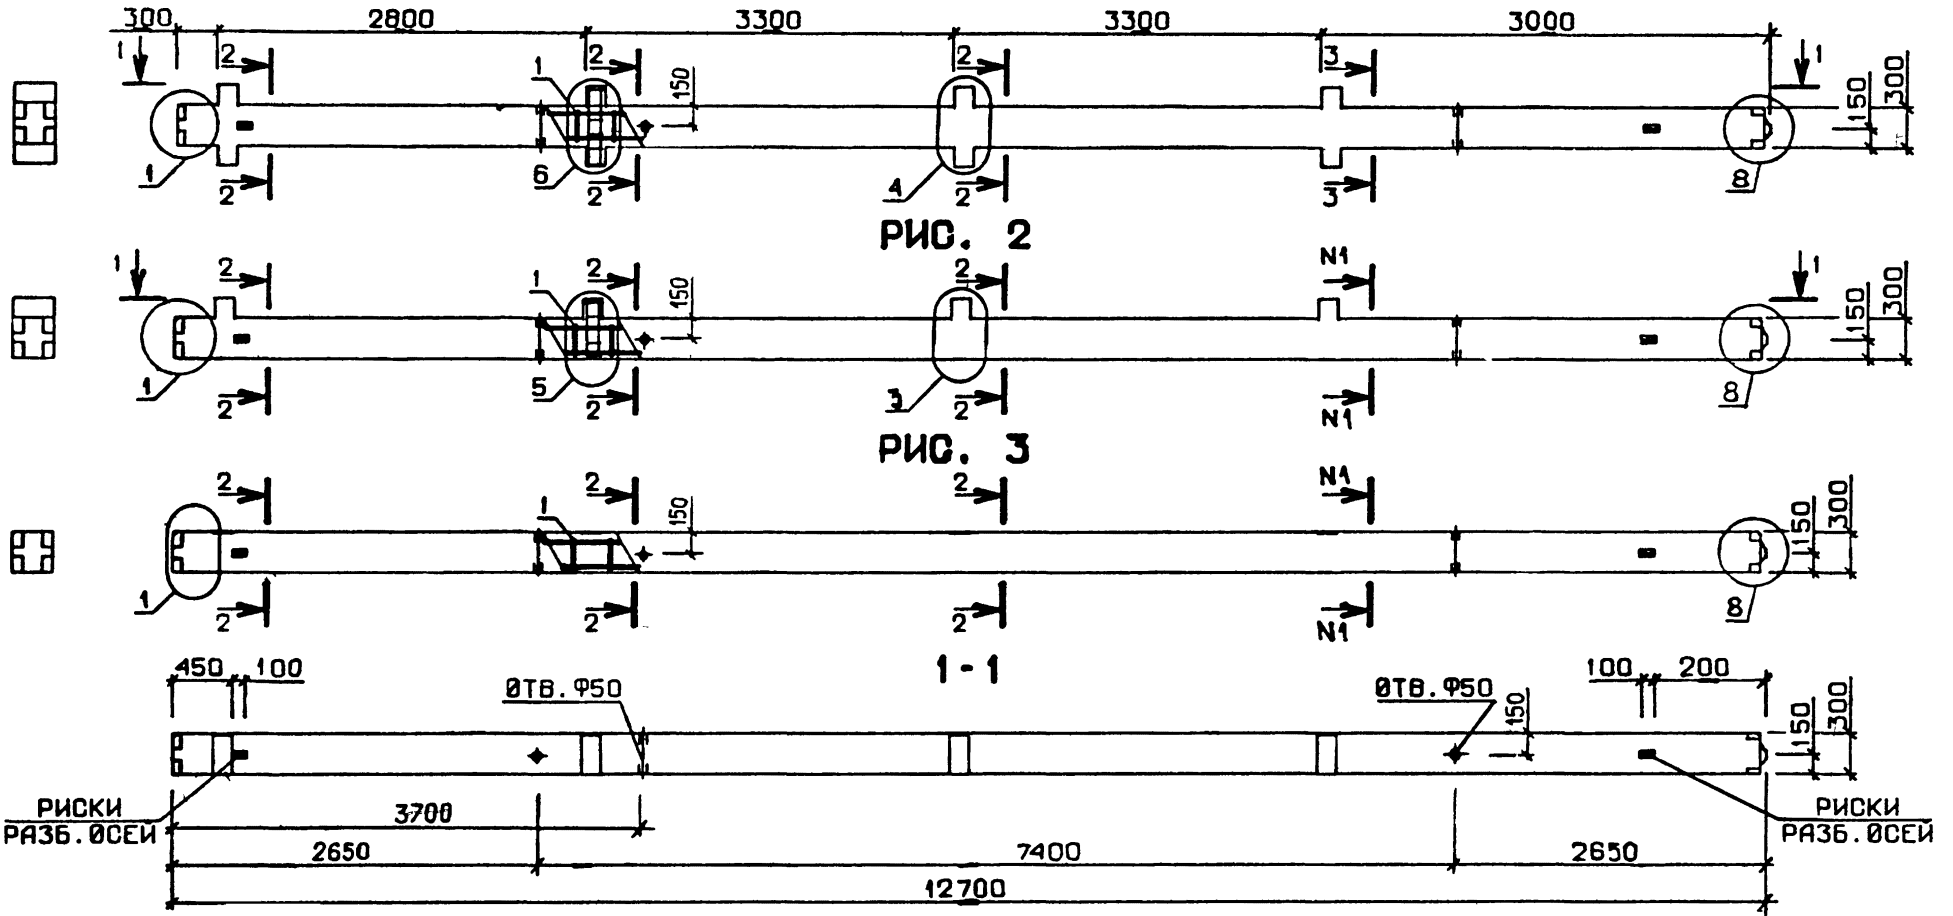 300 2800 3300 3300 3000
1 2 2 1 2 3 1
150 150 300
1 2 6 2 4 2 3 8
РИС. 2
1 2 1 2 2 N1 1
150 150 300
1 2 5 2 3 2 N1 8
РИС. 3
2 1 2 2 N1
150 150 300
1 2 2 2 N1 8
1-1
450 100 ОТВ. Ф50 ОТВ. Ф50 100 200
150 150 300
РИСКИ
РАЗБ. ОСЕЙ
РИСКИ
РАЗБ. ОСЕЙ
3700
2650 7400 2650
12700